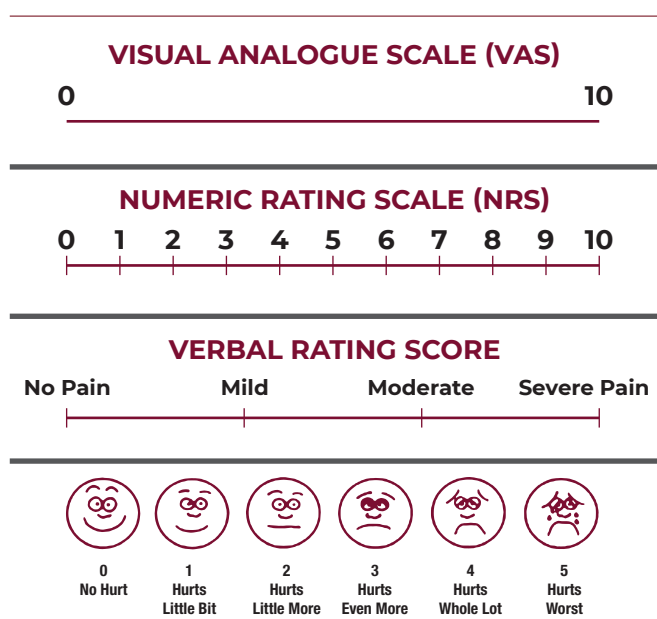 VISUAL ANALOGUE SCALE (VAS)
0 10
NUMERIC RATING SCALE (NRS)
0 1 2 3 4 5 6 7 8 9 10
VERBAL RATING SCORE
No Pain Mild Moderate Severe Pain
0 1 2 3 4 5
No Hurt Hurts Hurts Hurts Hurts Hurts
Little Bit Little More Even More Whole Lot Worst